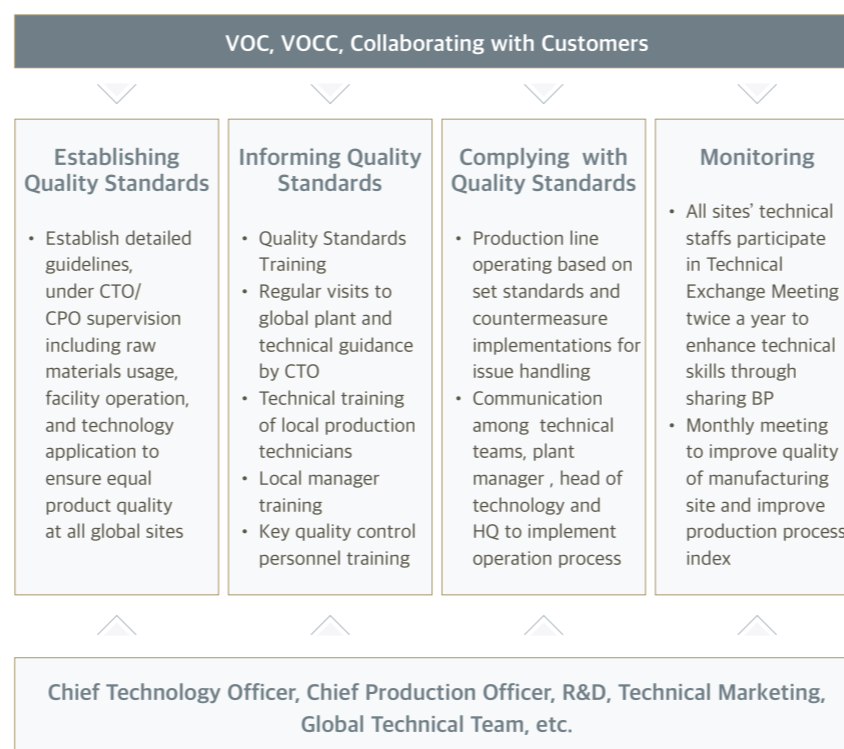 VOC, VOCC, Collaborating with Customers
Establishing
Quality Standards
• Establish detailed
guidelines,
under CTO/
CPO supervision
including raw
materials usage,
facility operation,
and technology
application to
ensure equal
product quality
at all global sites
Informing Quality
Standards
• Quality Standards
Training
• Regular visits to
global plant and
technical guidance
by CTO
• Technical training
of local production
technicians
• Local manager
training
• Key quality control
personnel training
Complying with
Quality Standards
• Production line
operating based on
set standards and
countermeasure
implementations for
issue handling
• Communication
among technical
teams, plant
manager , head of
technology and
HQ to implement
operation process
Monitoring
• All sites’ technical
staffs participate
in Technical
Exchange Meeting
twice a year to
enhance technical
skills through
sharing BP
• Monthly meeting
to improve quality
of manufacturing
site and improve
production process
index
Chief Technology Officer, Chief Production Officer, R&D, Technical Marketing,
Global Technical Team, etc.